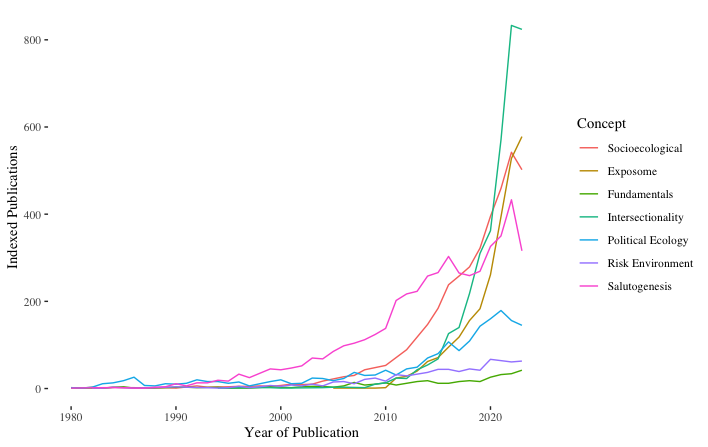 800
600
400
200
0
Indexed Publications
1980
1990
2000
2010
2020
Year of Publication
Concept
Socioecological
Exposome
Fundamentals
Intersectionality
Political Ecology
Risk Environment
Salutogenesis